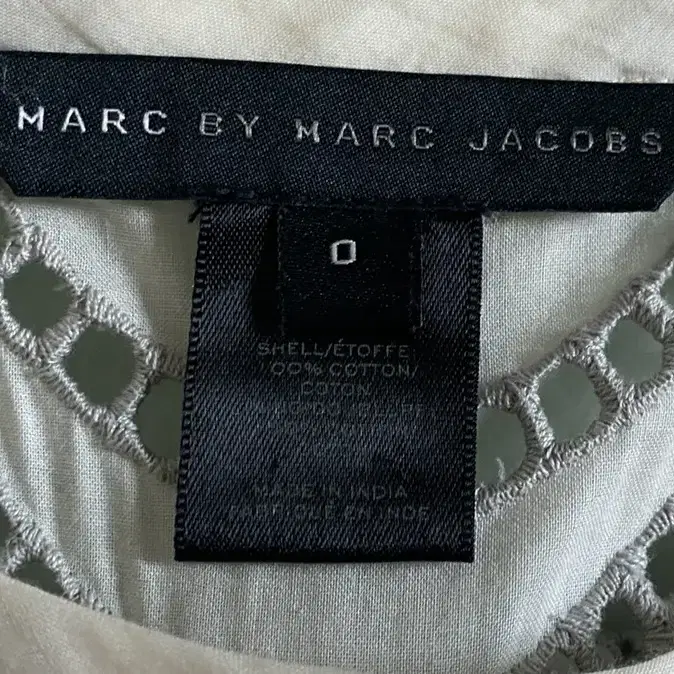 MARC BY MARC JACOBS
0
SHELL/ÉTOFFE
100% COTTON/
COTON
MADE IN INDIA
FABRIQUÉ EN INDE